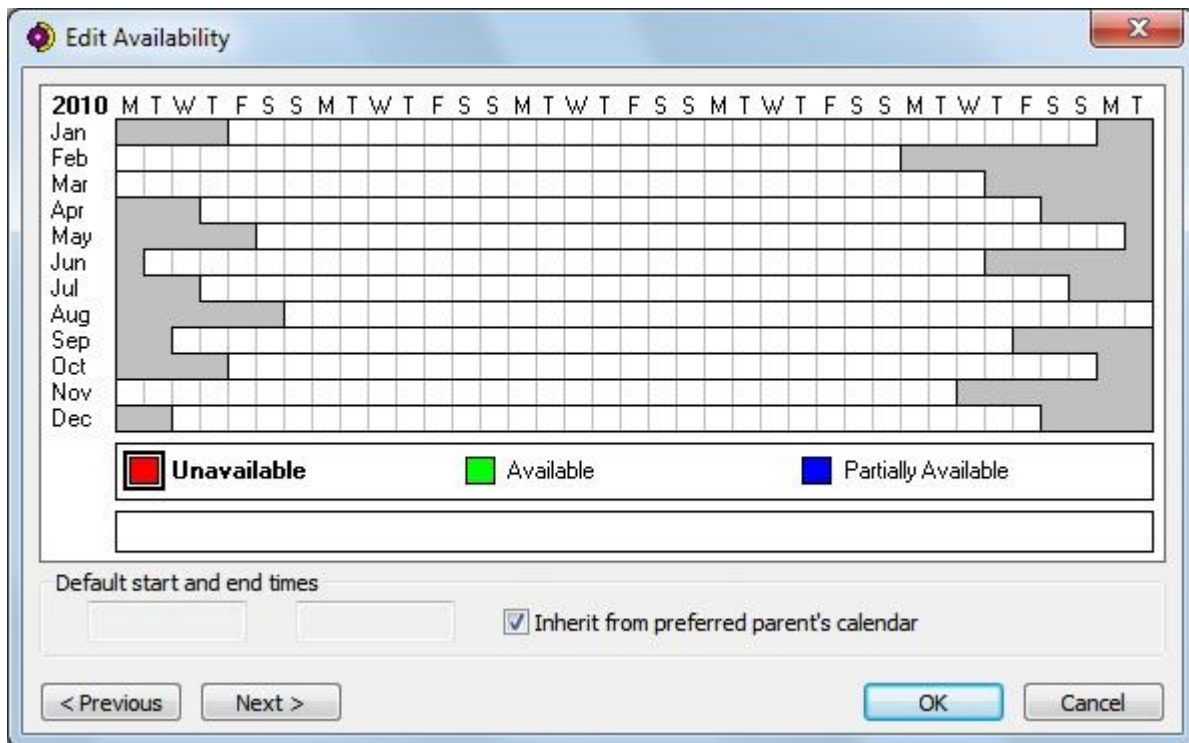 Edit Availability
2010 M T W T F S S M T W T F S S M T W T F S S M T W T F S S M T W T F S S M T
Jan
Feb
Mar
Apr
May
Jun
Jul
Aug
Sep
Oct
Nov
Dec
Unavailable Available Partially Available
Default start and end times
Inherit from preferred parent's calendar
< Previous Next > OK Cancel